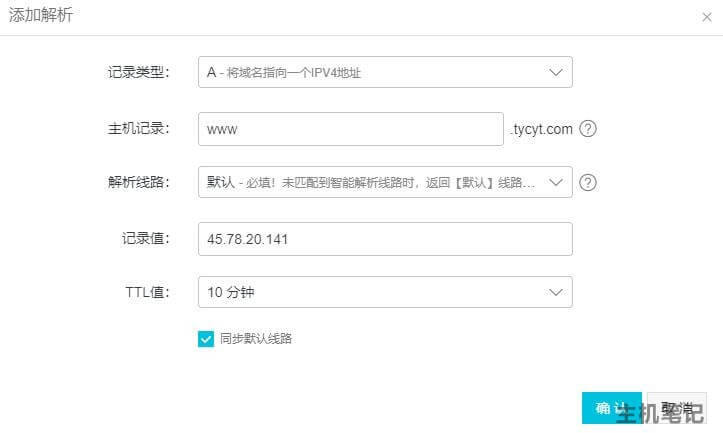 添加解析
记录类型： A - 将域名指向一个IPV4地址
主机记录： www .tycyt.com ?
解析线路： 默认 - 必填！未匹配到智能解析线路时，返回【默认】线路... ?
记录值： 45.78.20.141
TTL值： 10 分钟
同步默认线路
确认 取消
主机笔记